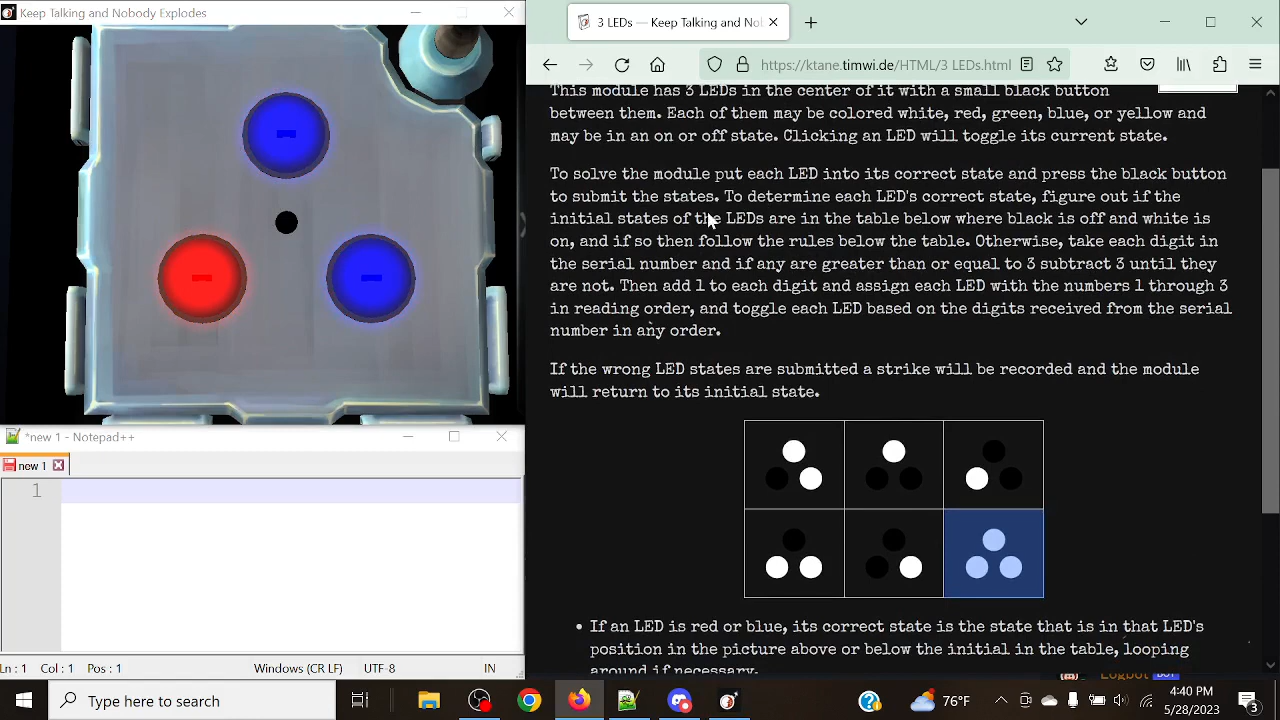 Keep Talking and Nobody Explodes
3 LEDs — Keep Talking and Nol
https://ktane.timwi.de/HTML/3 LEDs.html
This module has 3 LEDs in the center of it with a small black button
between them. Each of them may be colored white, red, green, blue, or yellow and
may be in an on or off state. Clicking an LED will toggle its current state.
To solve the module put each LED into its correct state and press the black button
to submit the states. To determine each LED's correct state, figure out if the
initial states of the LEDs are in the table below where black is off and white is
on, and if so then follow the rules below the table. Otherwise, take each digit in
the serial number and if any are greater than or equal to 3 subtract 3 until they
are not. Then add 1 to each digit and assign each LED with the numbers 1 through 3
in reading order, and toggle each LED based on the digits received from the serial
number in any order.
If the wrong LED states are submitted a strike will be recorded and the module
will return to its initial state.
• If an LED is red or blue, its correct state is the state that is in that LED's
position in the picture above or below the initial in the table, looping
around if necessary.
*new 1 - Notepad++
new 1
1
Ln : 1 Col : 1 Pos : 1 Windows (CR LF) UTF-8 IN
Logbot BOT
Type here to search
76°F
4:40 PM
5/28/2023
3